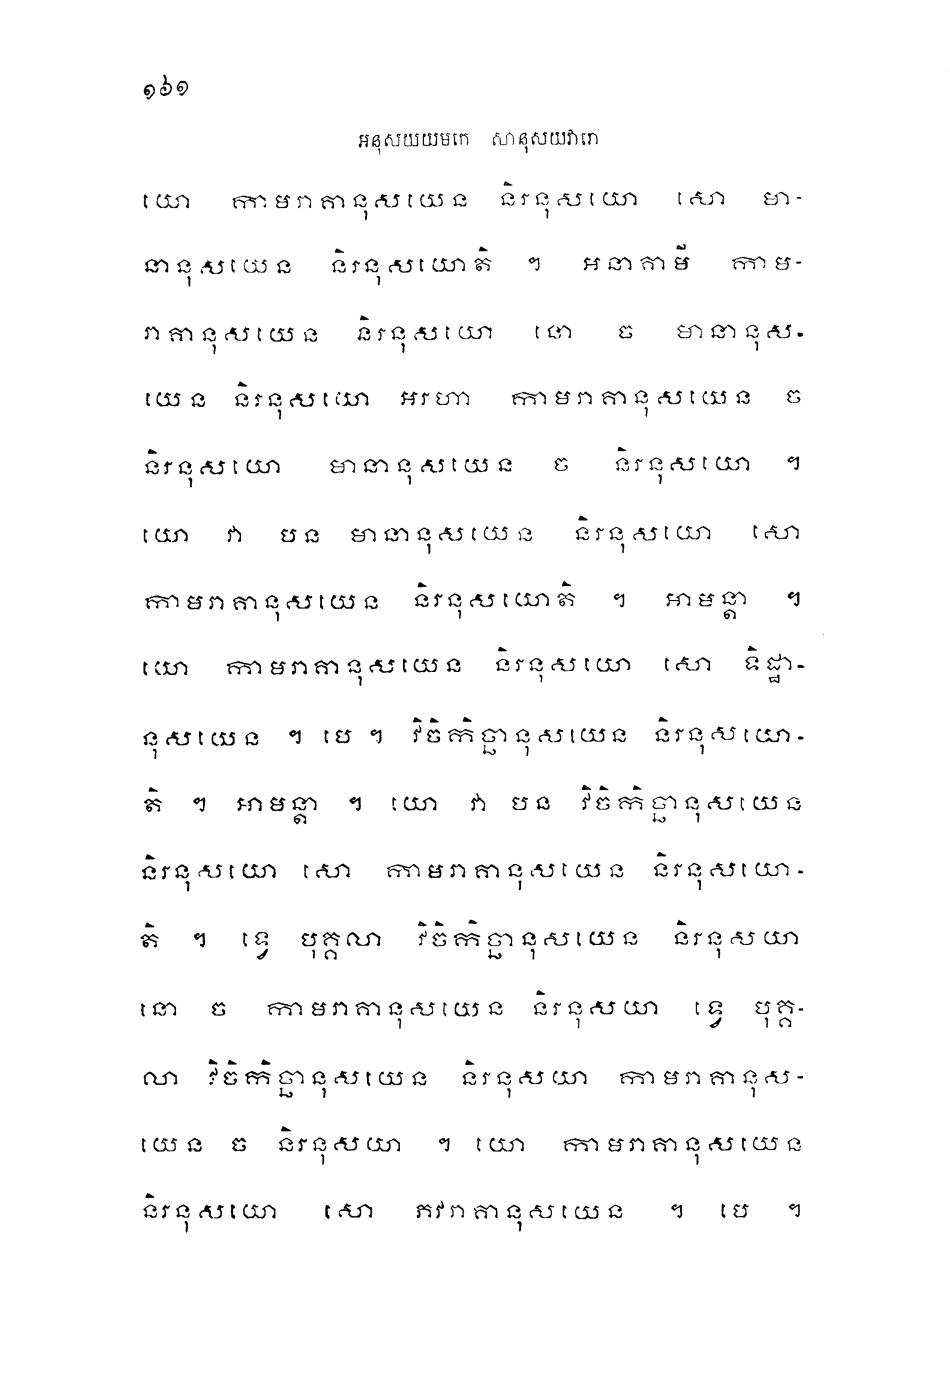 ១៦១
អនុសយយមកេ សានុសយវារោ
យោ កាមរាគានុសយេន និរនុសយោ សោ មា-
នានុសយេន និរនុសយោតិ ។ អនាគាមី កាម-
រាគានុសយេន និរនុសយោ នោ ច មានានុស-
យេន និរនុសយោ អរហា កាមរាគានុសយេន ច
និរនុសយោ មានានុសយេន ច និរនុសយោ ។
យោ វា បន មានានុសយេន និរនុសយោ សោ
កាមរាគានុសយេន និរនុសយោតិ ។ អាមន្តា ។
យោ កាមរាគានុសយេន និរនុសយោ សោ ទិដ្ឋា-
នុសយេន ។ បេ ។ វិចិកិច្ឆានុសយេន និរនុសយោ-
តិ ។ អាមន្តា ។ យោ វា បន វិចិកិច្ឆានុសយេន
និរនុសយោ សោ កាមរាគានុសយេន និរនុសយោ-
តិ ។ ទ្វេ បុគ្គលា វិចិកិច្ឆានុសយេន និរនុសយា
នោ ច កាមរាគានុសយេន និរនុសយា ទ្វេ បុគ្គ-
លា វិចិកិច្ឆានុសយេន និរនុសយា កាមរាគានុស-
យេន ច និរនុសយា ។ យោ កាមរាគានុសយេន
និរនុសយោ សោ ភវរាគានុសយេន ។ បេ ។